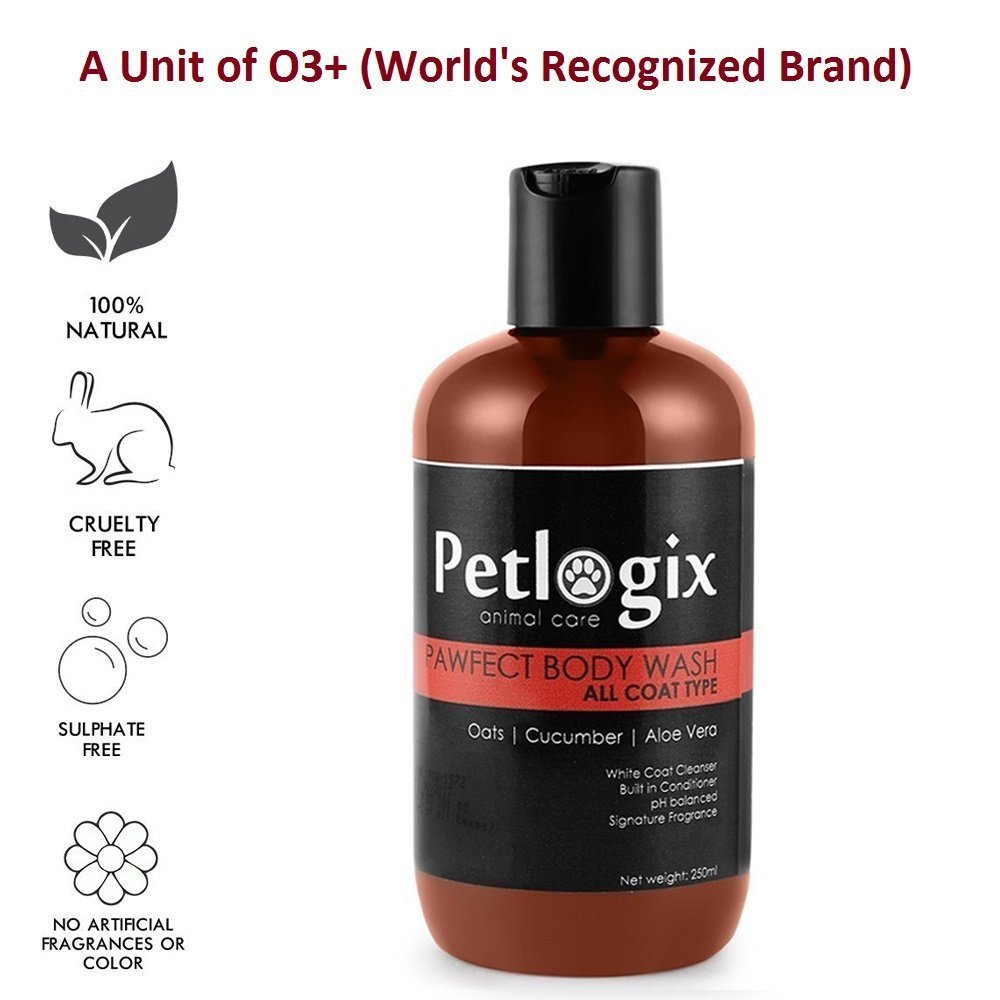 A Unit of O3+ (World's Recognized Brand)
100%
NATURAL
CRUELTY
FREE
SULPHATE
FREE
NO ARTIFICIAL
FRAGRANCES OR
COLOR
Petlogix
animal care
PAWFECT BODY WASH
ALL COAT TYPE
Oats | Cucumber | Aloe Vera
White Coat Cleanser
Built in Conditioner
pH balanced
Signature Fragrance
Net weight: 250ml